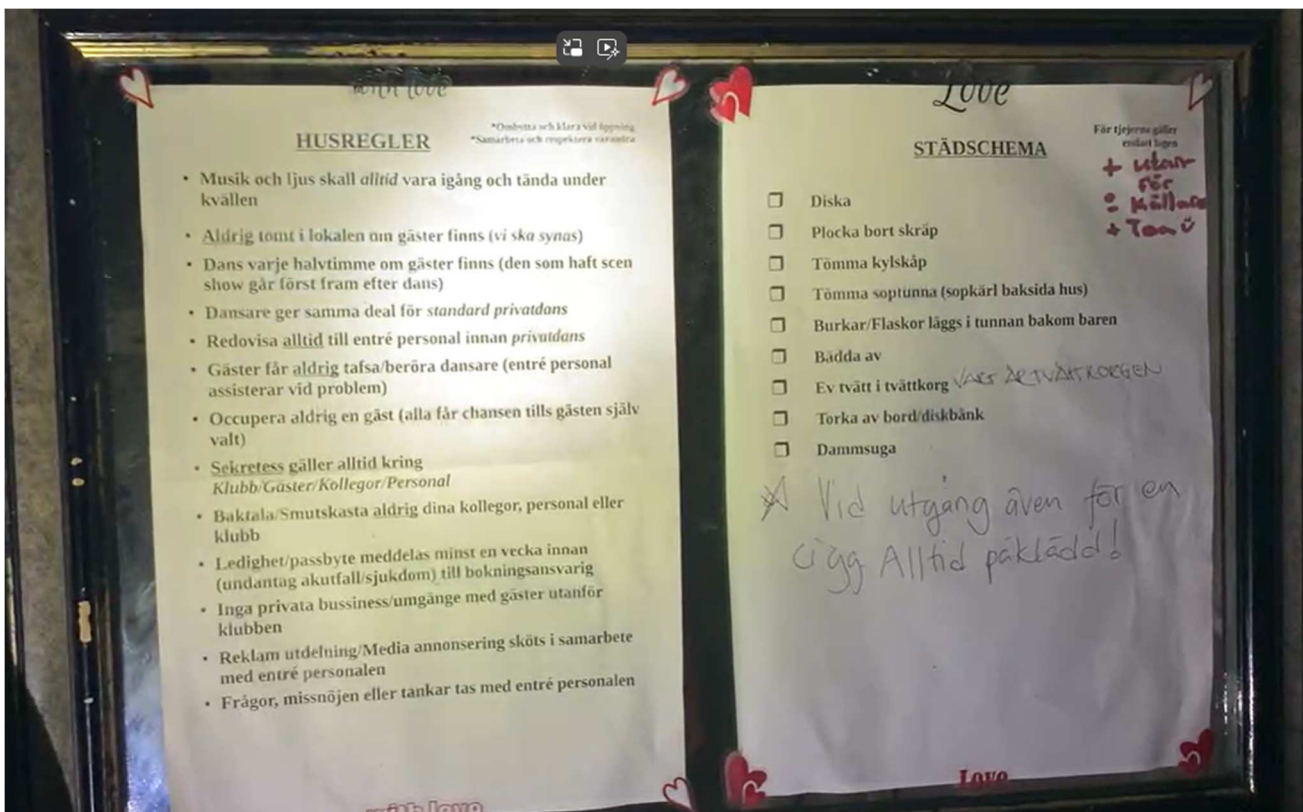 with love
HUSREGLER
*Ombytta och klara vid öppning
*Samarbeta och respektera varandra
• Musik och ljus skall alltid vara igång och tända under
kvällen
• Aldrig tomt i lokalen om gäster finns (vi ska synas)
• Dans varje halvtimme om gäster finns (den som haft scen
show går först fram efter dans)
• Dansare ger samma deal för standard privatdans
• Redovisa alltid till entré personal innan privatdans
• Gäster får aldrig tafsa/beröra dansare (entré personal
assisterar vid problem)
• Occupera aldrig en gäst (alla får chansen tills gästen själv
valt)
• Sekretess gäller alltid kring
Klubb/Gäster/Kollegor/Personal
• Baktala/Smutskasta aldrig dina kollegor, personal eller
klubb
• Ledighet/passbyte meddelas minst en vecka innan
(undantag akutfall/sjukdom) till bokningsansvarig
• Inga privata bussiness/umgänge med gäster utanför
klubben
• Reklam utdelning/Media annonsering sköts i samarbete
med entré personalen
• Frågor, missnöjen eller tankar tas med entré personalen
with love
Love
STÄDSCHEMA
För tjejerna gäller
endast logen
+ utan
för
källare
☐ Diska
☐ Plocka bort skräp
☐ Tömma kylskåp
☐ Tömma soptunna (sopkärl baksida hus)
☐ Burkar/Flaskor läggs i tunnan bakom baren
☐ Bädda av
☐ Ev tvätt i tvättkorg VART ÄR TVÄTTKORGEN
☐ Torka av bord/diskbänk
☐ Dammsuga
Vid utgång även för en
cigg Alltid påklädd!
Love